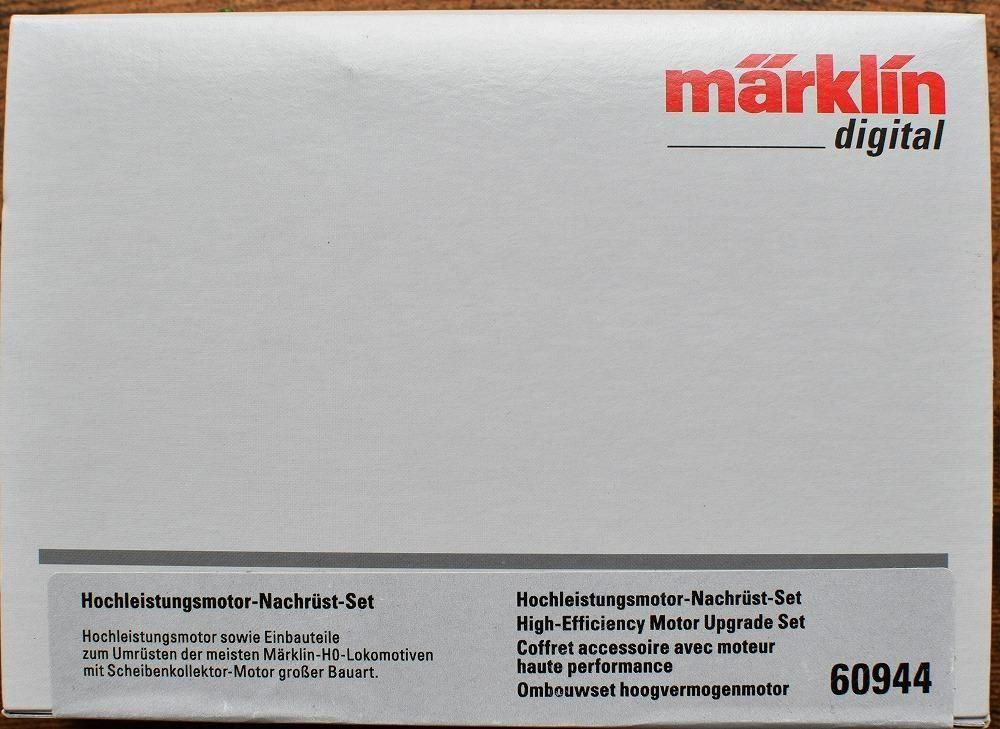 märklin
digital
Hochleistungsmotor-Nachrüst-Set
Hochleistungsmotor sowie Einbauteile
zum Umrüsten der meisten Märklin-H0-Lokomotiven
mit Scheibenkollektor-Motor großer Bauart.
Hochleistungsmotor-Nachrüst-Set
High-Efficiency Motor Upgrade Set
Coffret accessoire avec moteur
haute performance
Ombouwset hoogvermogenmotor
60944